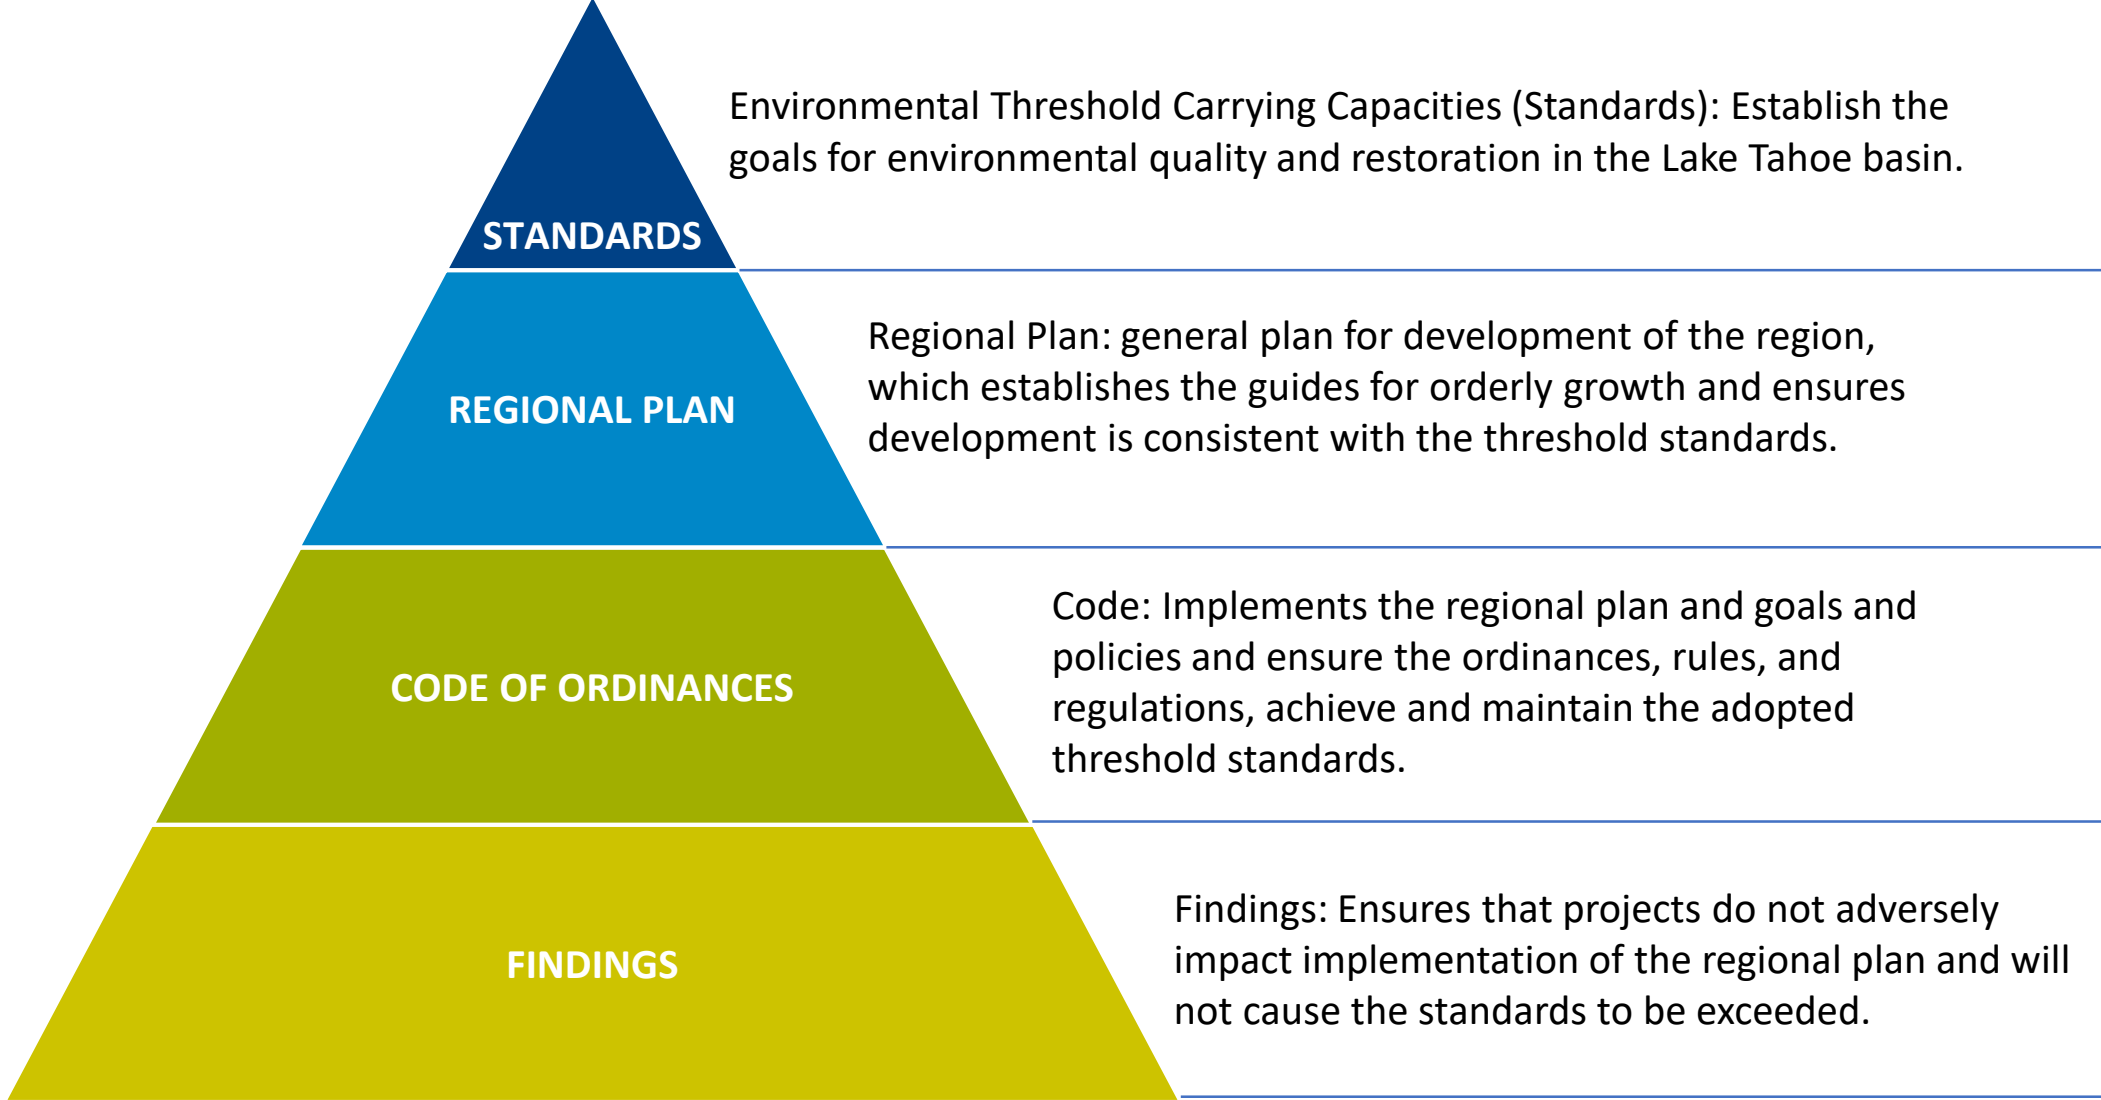 Environmental Threshold Carrying Capacities (Standards): Establish the
goals for environmental quality and restoration in the Lake Tahoe basin.
STANDARDS
Regional Plan: general plan for development of the region,
which establishes the guides for orderly growth and ensures
development is consistent with the threshold standards.
REGIONAL PLAN
Code: Implements the regional plan and goals and
policies and ensure the ordinances, rules, and
regulations, achieve and maintain the adopted
threshold standards.
CODE OF ORDINANCES
Findings: Ensures that projects do not adversely
impact implementation of the regional plan and will
not cause the standards to be exceeded.
FINDINGS